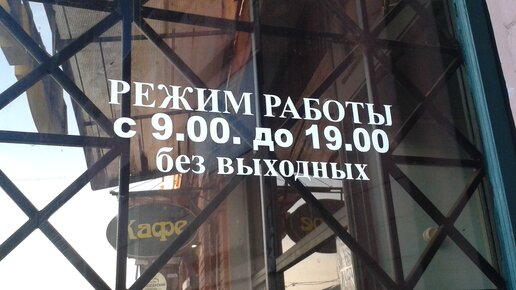 РЕЖИМ РАБОТЫ
с 9.00. до 19.00
без выходных
Кафе